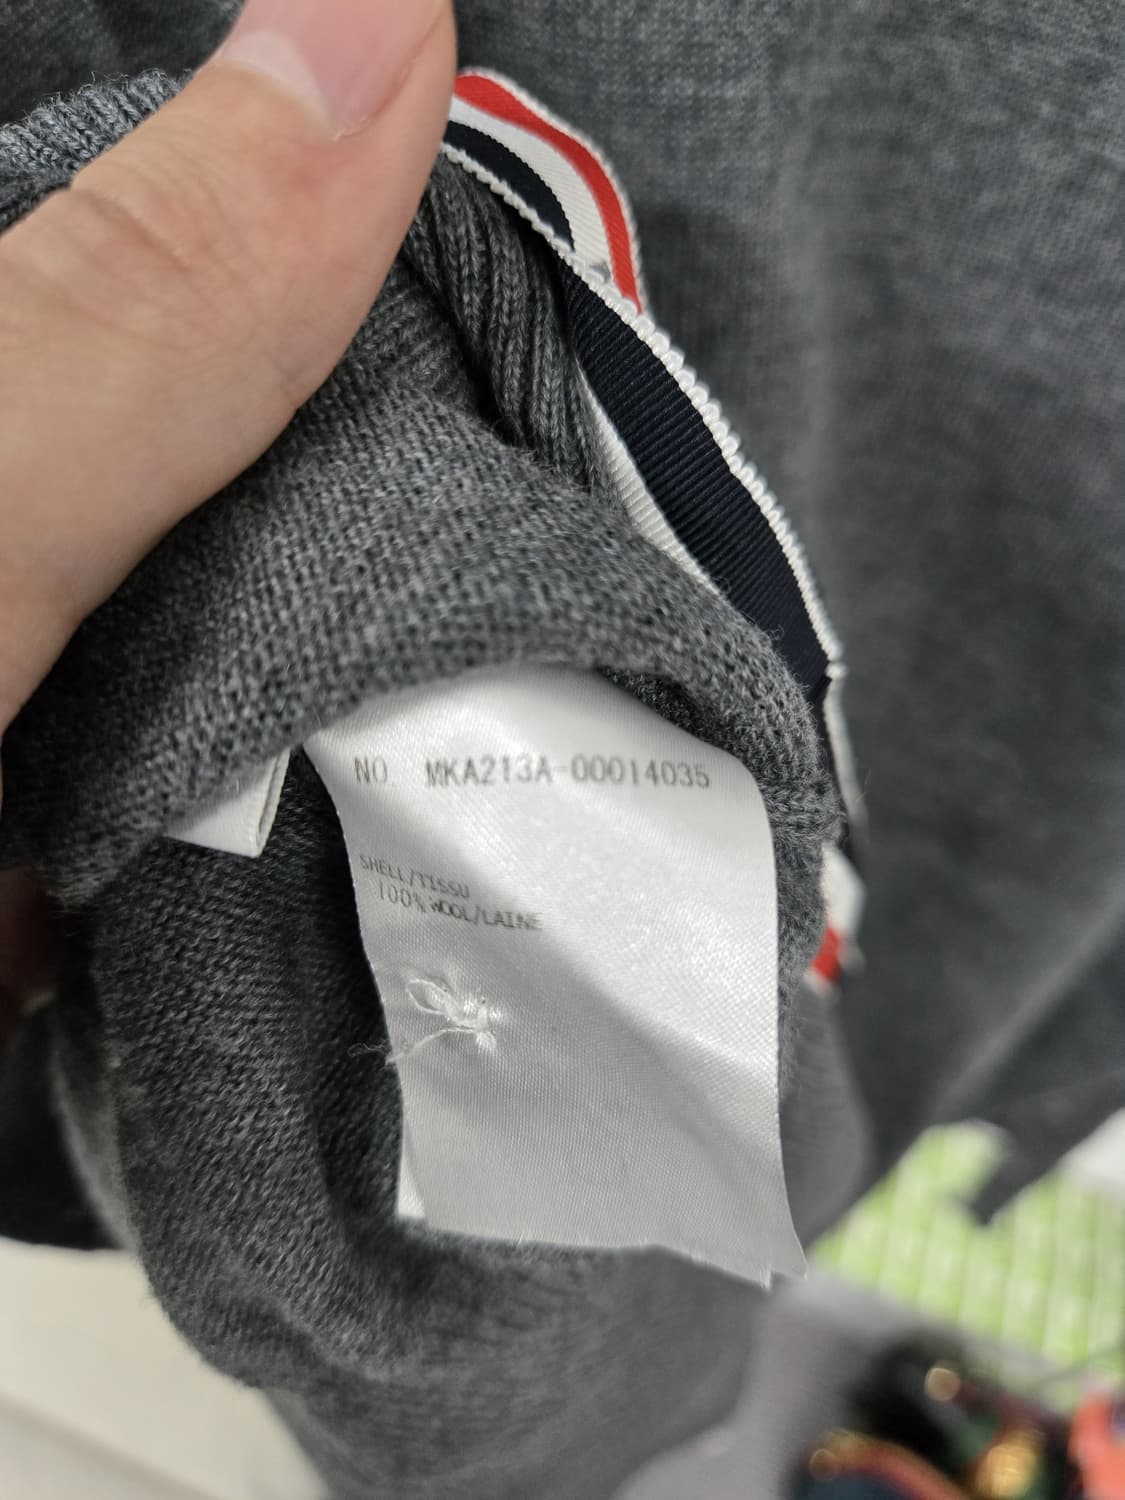 NO  MKA213A-00014035
SHELL/TISSU
100% WOOL/LAINE